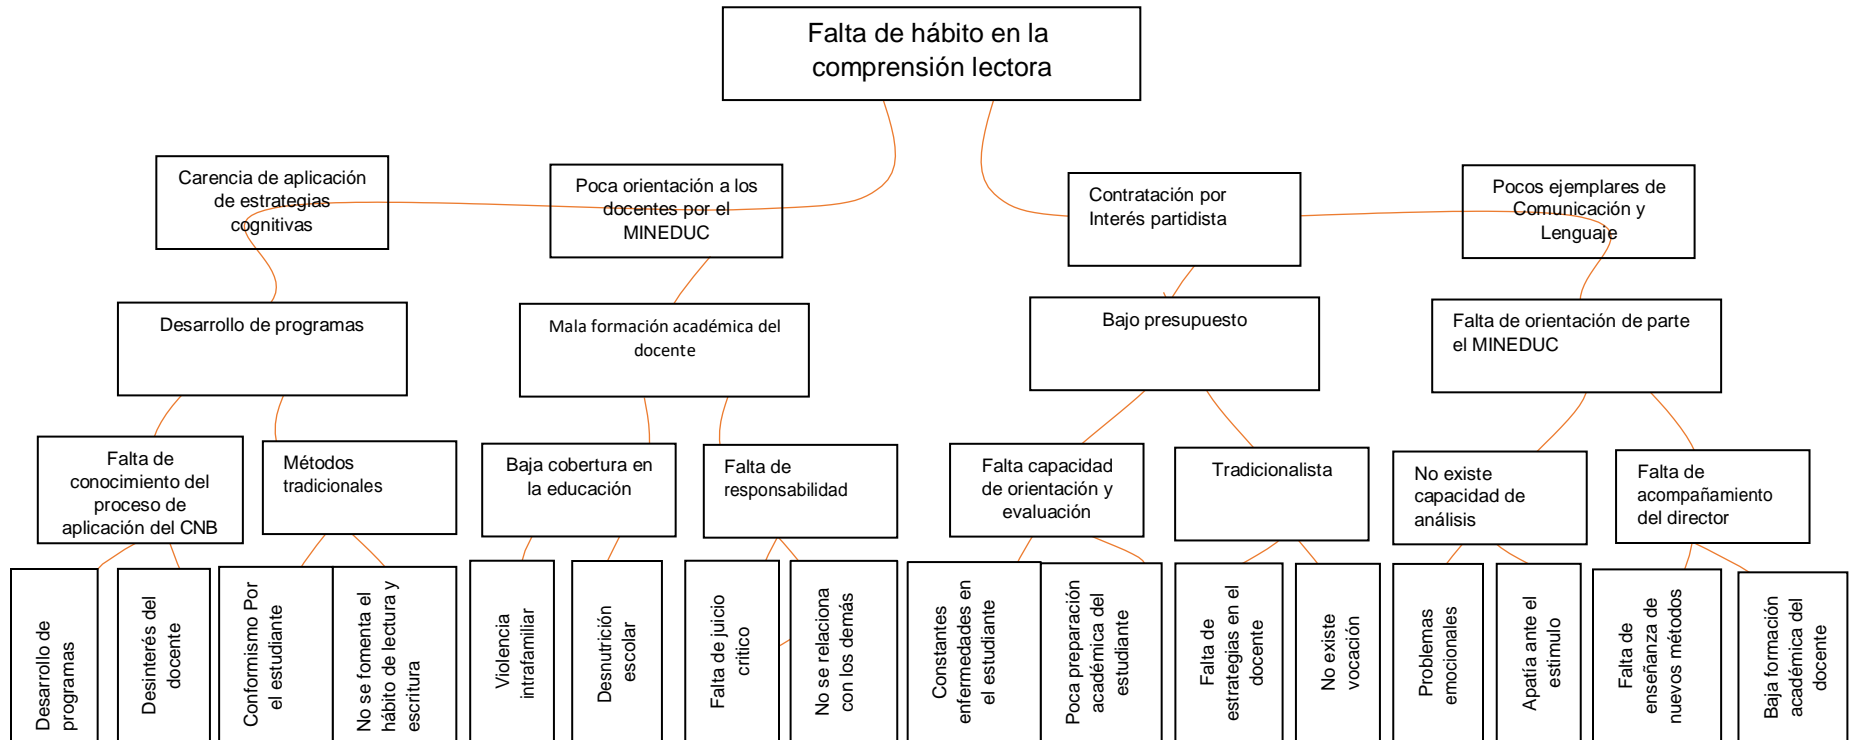 Falta de hábito en la
comprensión lectora
Carencia de aplicación
de estrategias
cognitivas
Poca orientación a los
docentes por el
MINEDUC
Contratación por
Interés partidista
Pocos ejemplares de
Comunicación y
Lenguaje
Desarrollo de programas
Mala formación académica del
docente
Bajo presupuesto
Falta de orientación de parte
el MINEDUC
Falta de
conocimiento del
proceso de
aplicación del CNB
Métodos
tradicionales
Baja cobertura en
la educación
Falta de
responsabilidad
Falta capacidad
de orientación y
evaluación
Tradicionalista
No existe
capacidad de
análisis
Falta de
acompañamiento
del director
Desarrollo de
programas
Desinterés del
docente
Conformismo Por
el estudiante
No se fomenta el
hábito de lectura y
escritura
Violencia
intrafamiliar
Desnutrición
escolar
Falta de juicio
critico
No se relaciona
con los demás
Constantes
enfermedades en
el estudiante
Poca preparación
académica del
estudiante
Falta de
estrategias en el
docente
No existe
vocación
Problemas
emocionales
Apatía ante el
estimulo
Falta de
enseñanza de
nuevos métodos
Baja formación
académica del
docente